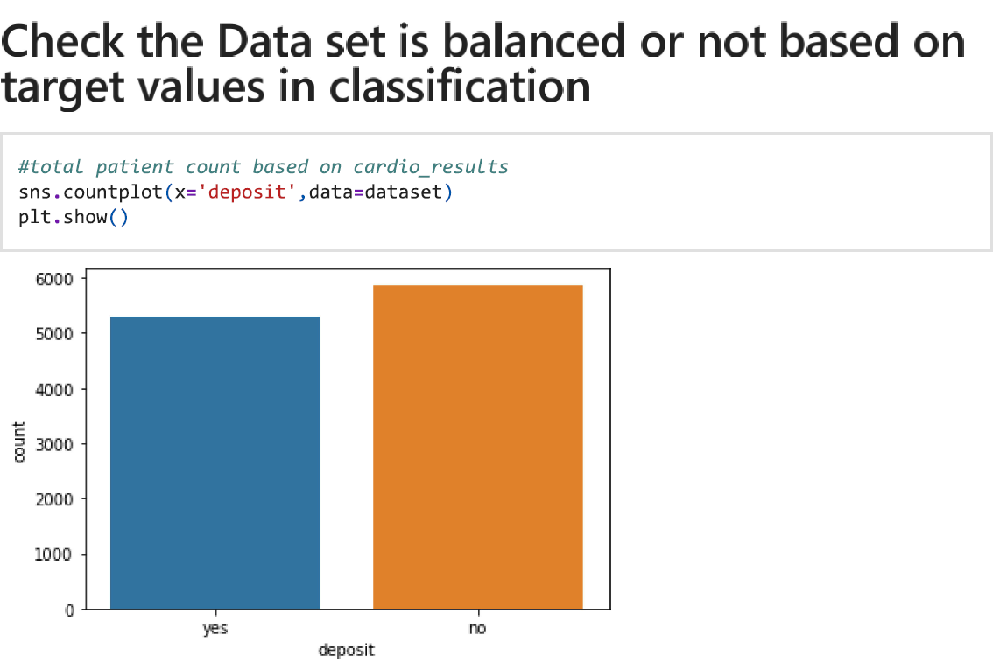 Check the Data set is balanced or not based on
target values in classification
#total patient count based on cardio_results
sns.countplot(x='deposit',data=dataset)
plt.show()
6000
5000
4000
3000
2000
1000
0
count
yes
no
deposit